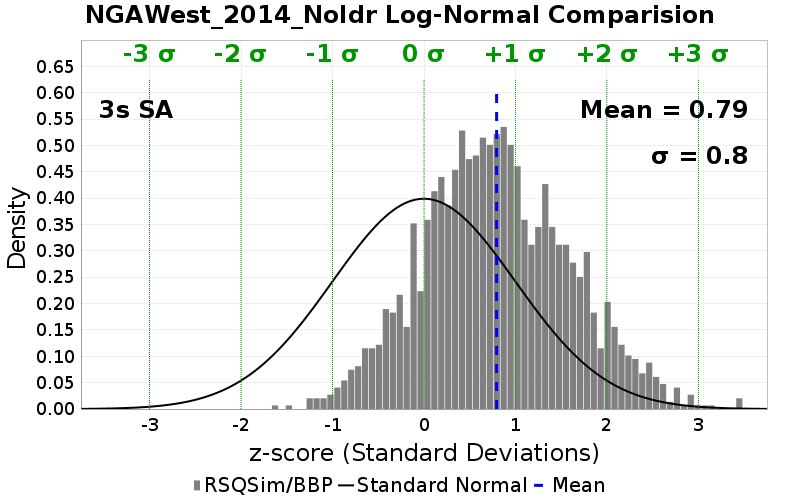 NGAWest_2014_NoIdr Log-Normal Comparision
-3 σ -2 σ -1 σ 0 σ +1 σ +2 σ +3 σ
3s SA
Mean = 0.79
σ = 0.8
Density
0.65
0.60
0.55
0.50
0.45
0.40
0.35
0.30
0.25
0.20
0.15
0.10
0.05
0.00
-3 -2 -1 0 1 2 3
z-score (Standard Deviations)
RSQSim/BBP Standard Normal Mean